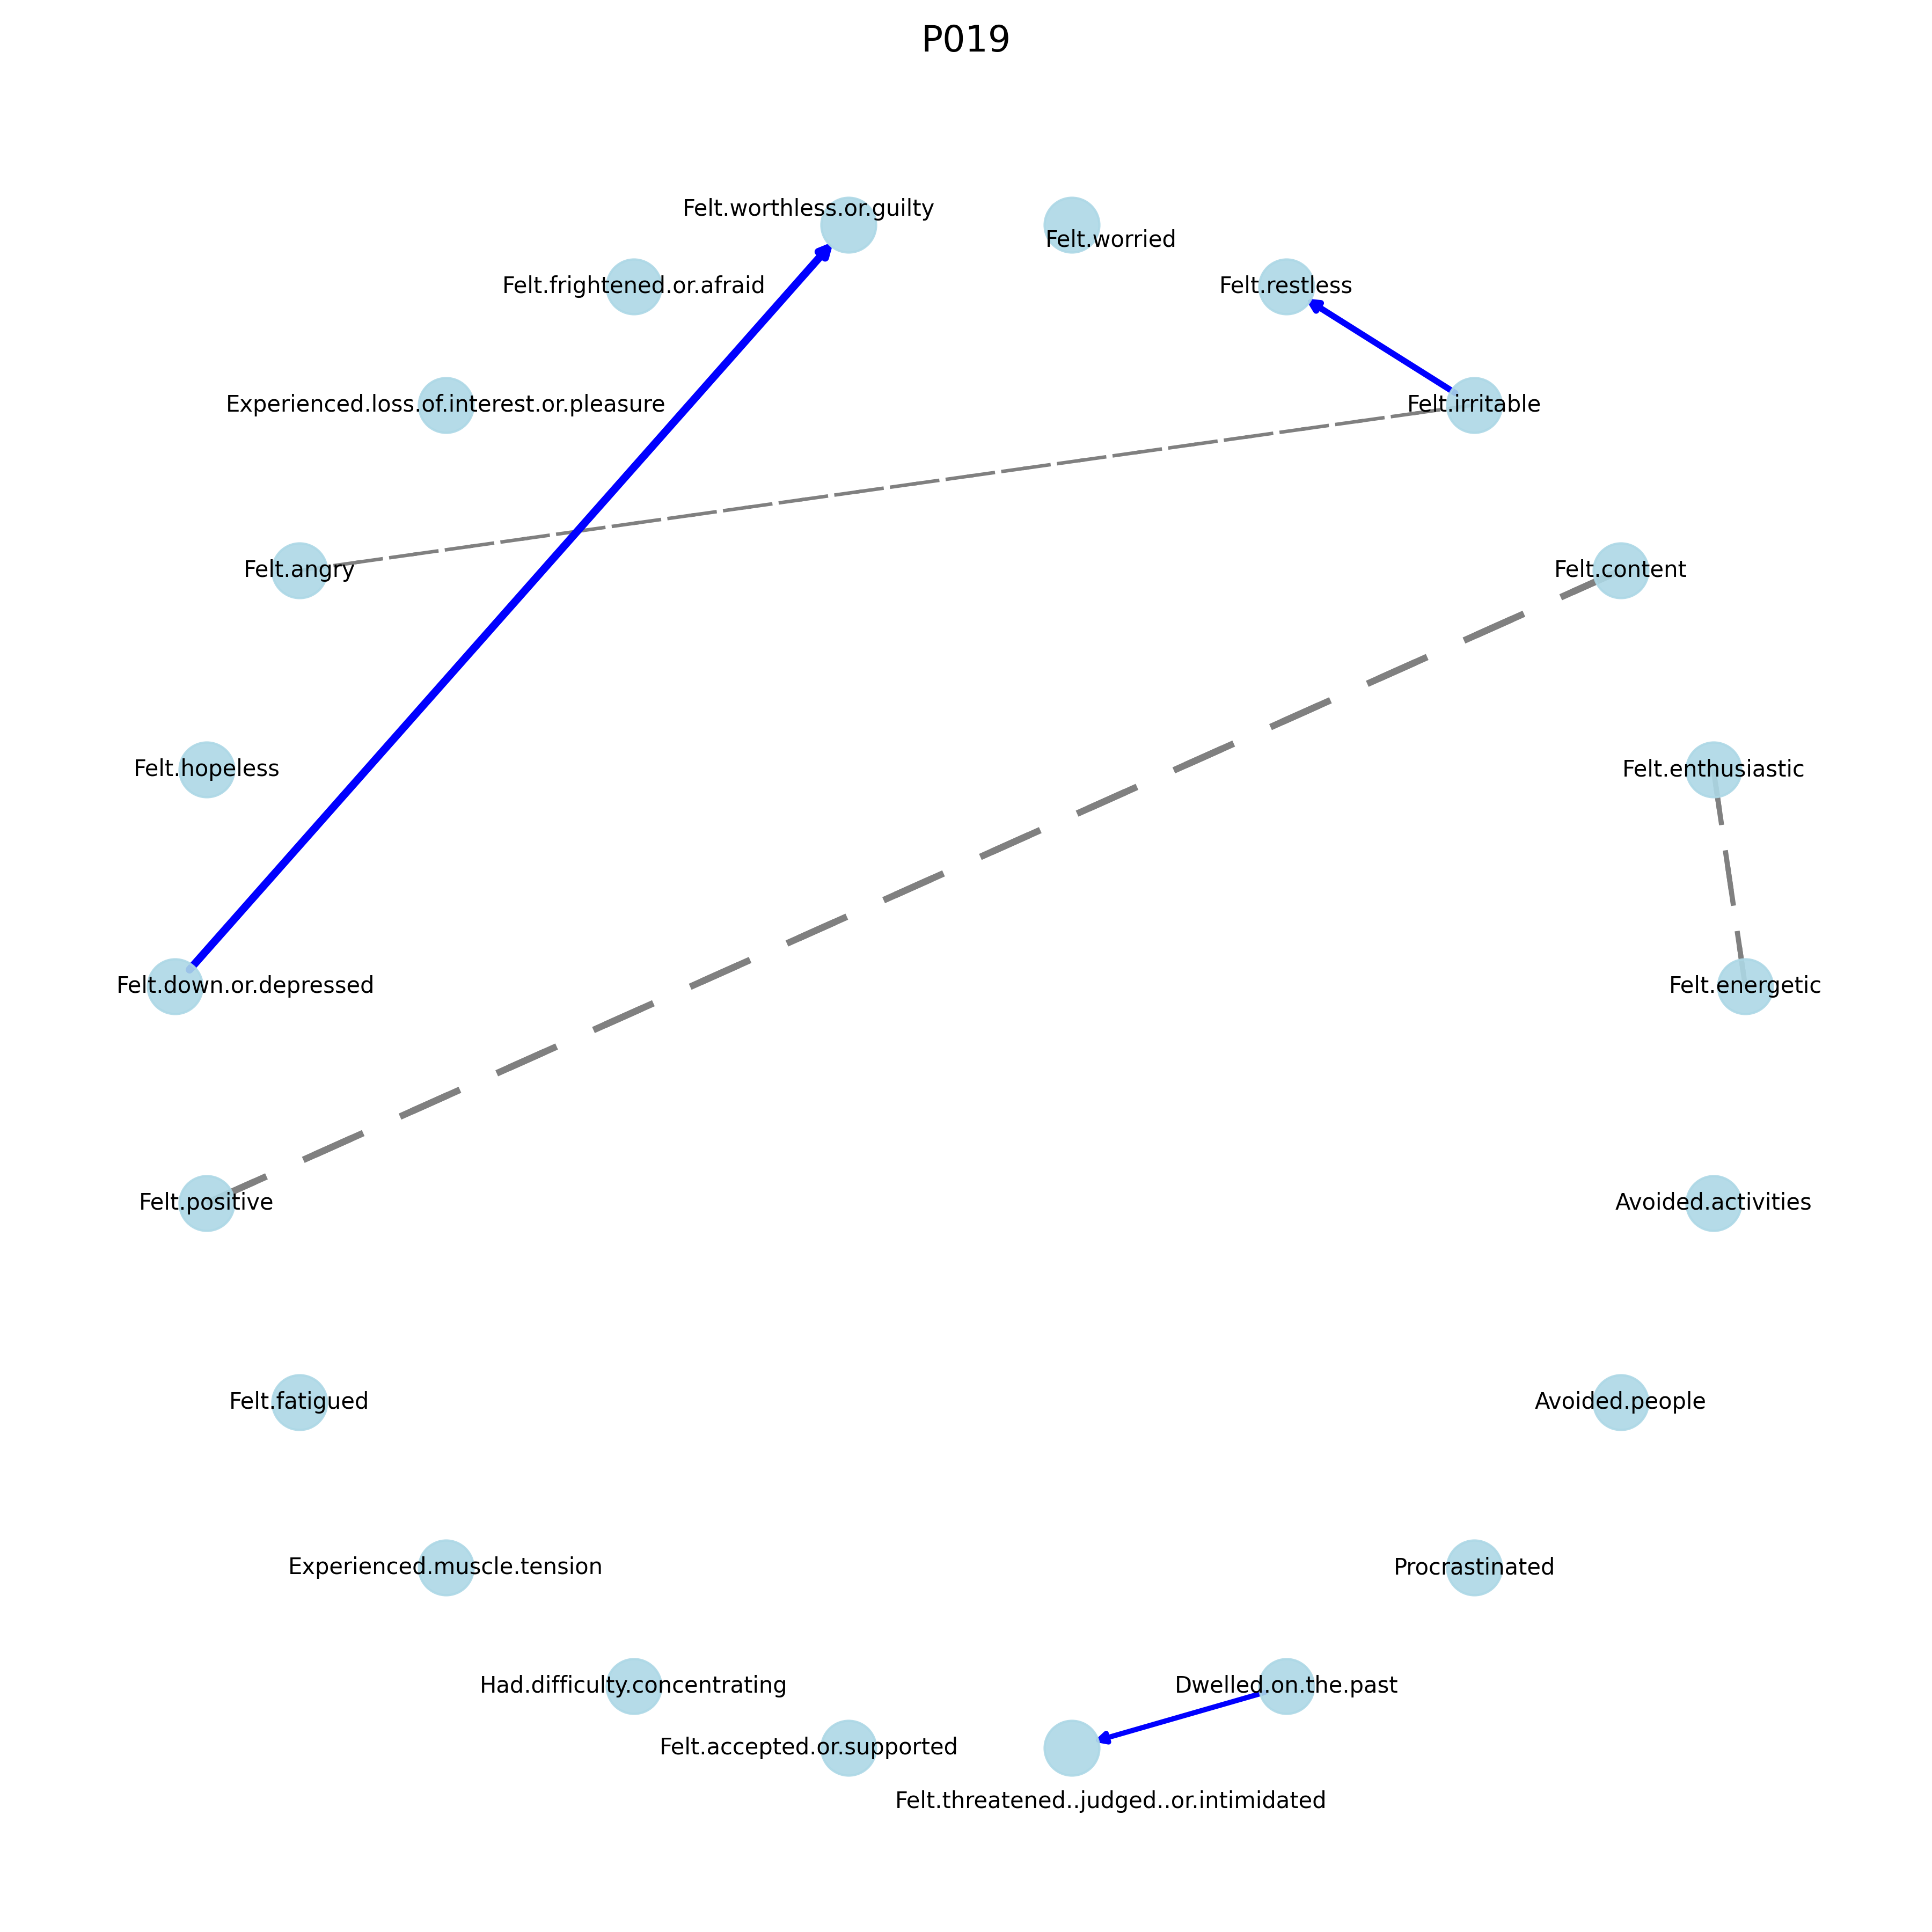 P019
Felt.worthless.or.guilty
Felt.worried
Felt.frightened.or.afraid
Felt.restless
Experienced.loss.of.interest.or.pleasure
Felt.irritable
Felt.angry
Felt.content
Felt.hopeless
Felt.enthusiastic
Felt.down.or.depressed
Felt.energetic
Felt.positive
Avoided.activities
Felt.fatigued
Avoided.people
Experienced.muscle.tension
Procrastinated
Had.difficulty.concentrating
Dwelled.on.the.past
Felt.accepted.or.supported
Felt.threatened..judged..or.intimidated